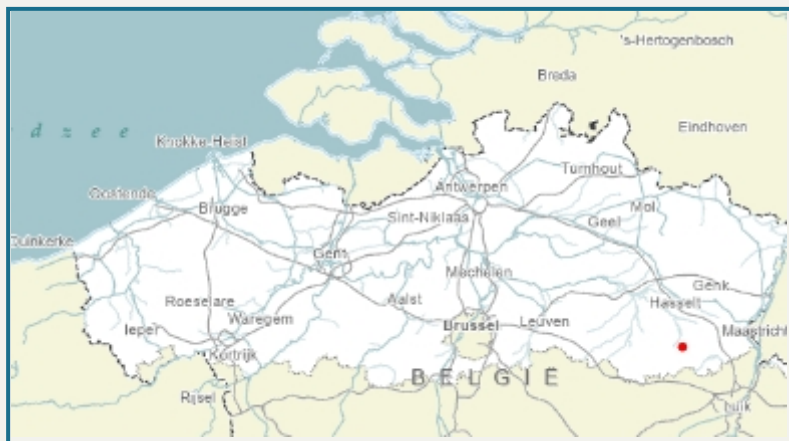 's-Hertogenbosch
Breda
Eindhoven
d z e e
Knokke-Heist
Turnhout
Antwerpen
Oostende
Mol
Brugge
Sint-Niklaas
Geel
Duinkerke
Gent
Mechelen
Genk
Roeselare
Aalst
Hasselt
Waregem
Ieper
Brussel
Leuven
Maastricht
Kortrijk
BELGIË
Rijsel
Luik